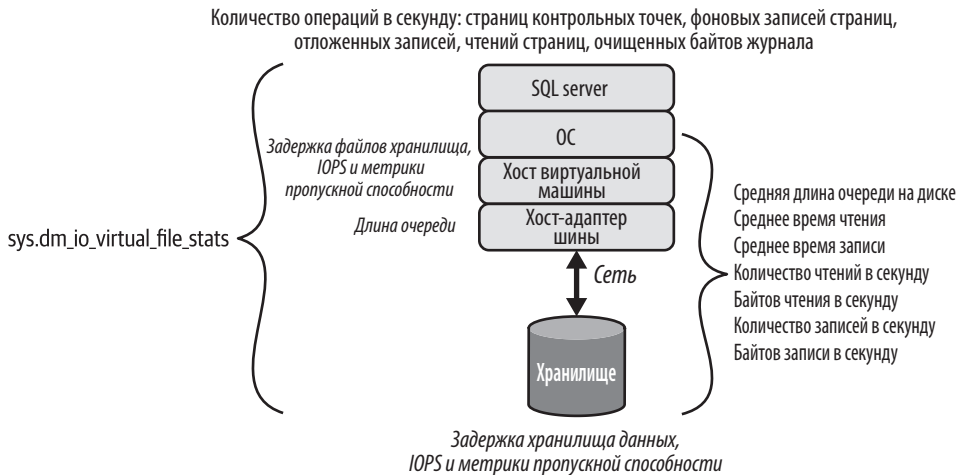 Количество операций в секунду: страниц контрольных точек, фоновых записей страниц,
отложенных записей, чтений страниц, очищенных байтов журнала
SQL server
ОС
Хост виртуальной
машины
Хост-адаптер
шины
Задержка файлов хранилища,
IOPS и метрики
пропускной способности
Длина очереди
sys.dm_io_virtual_file_stats
Сеть
Хранилище
Средняя длина очереди на диске
Среднее время чтения
Среднее время записи
Количество чтений в секунду
Байтов чтения в секунду
Количество записей в секунду
Байтов записи в секунду
Задержка хранилища данных,
IOPS и метрики пропускной способности